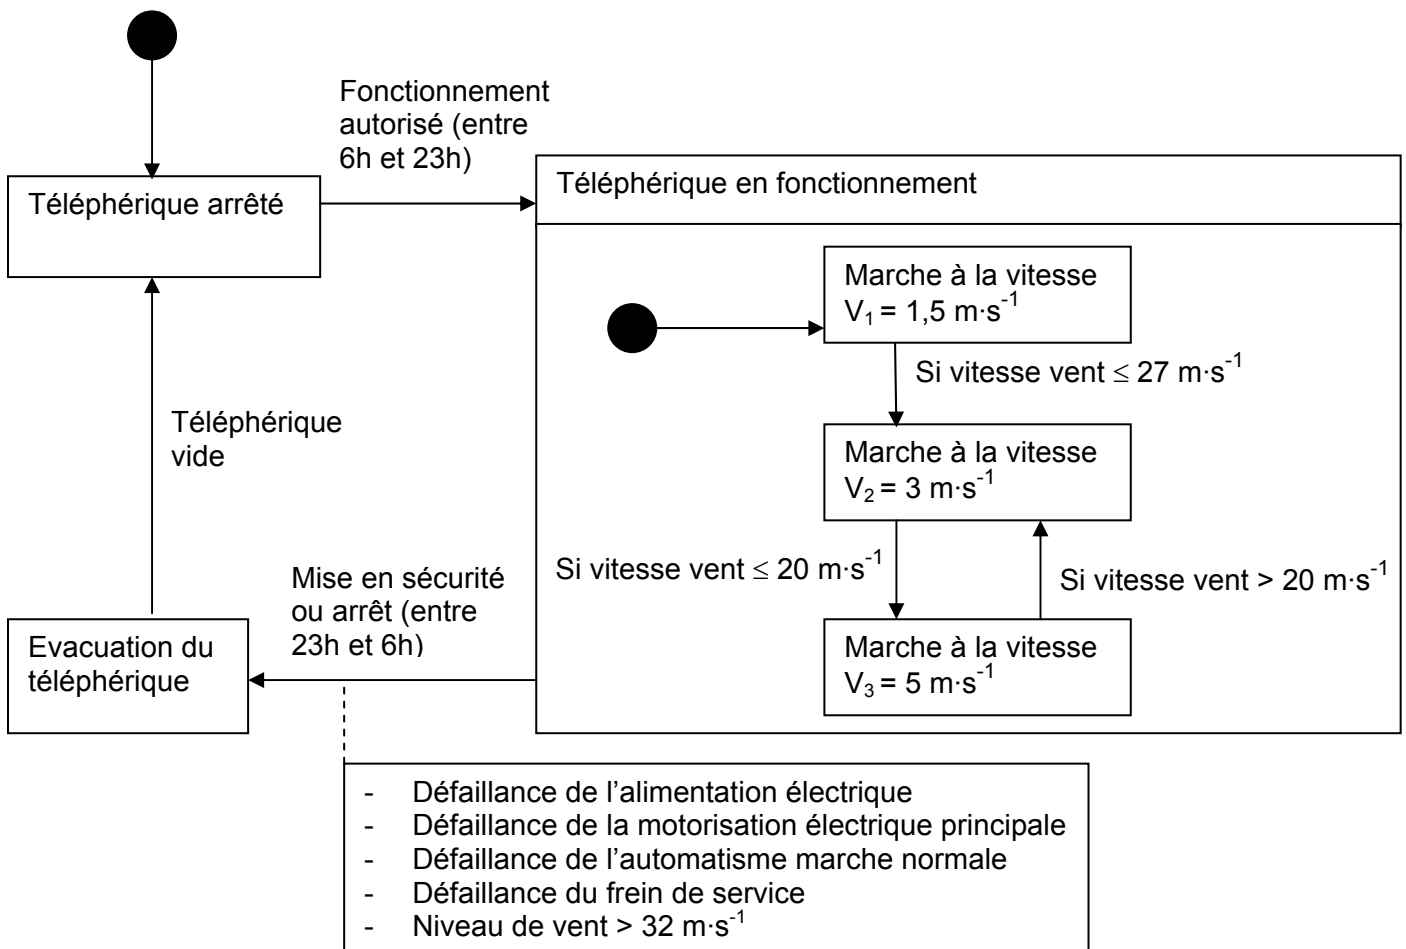 Fonctionnement
autorisé (entre
6h et 23h)
Téléphérique arrêté
Téléphérique en fonctionnement
Marche à la vitesse
V₁ = 1,5 m·s⁻¹
Si vitesse vent ≤ 27 m·s⁻¹
Marche à la vitesse
V₂ = 3 m·s⁻¹
Si vitesse vent ≤ 20 m·s⁻¹
Si vitesse vent > 20 m·s⁻¹
Marche à la vitesse
V₃ = 5 m·s⁻¹
Téléphérique
vide
Mise en sécurité
ou arrêt (entre
23h et 6h)
Evacuation du
téléphérique
- Défaillance de l’alimentation électrique
- Défaillance de la motorisation électrique principale
- Défaillance de l’automatisme marche normale
- Défaillance du frein de service
- Niveau de vent > 32 m·s⁻¹